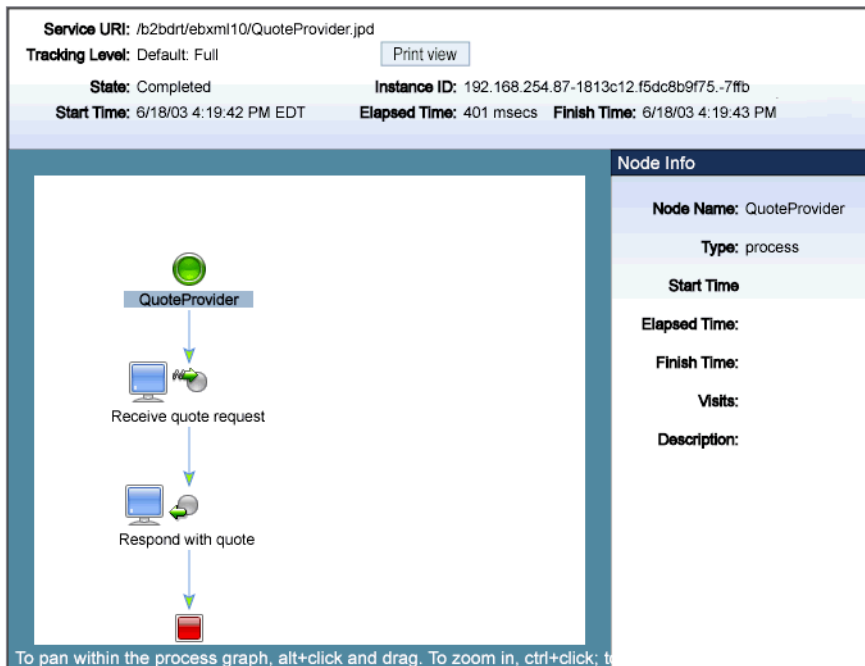 Service URI: /b2bdrt/ebxml10/QuoteProvider.jpd
Tracking Level: Default: Full
Print view
State: Completed
Instance ID: 192.168.254.87-1813c12.f5dc8b9f75.-7ffb
Start Time: 6/18/03 4:19:42 PM EDT
Elapsed Time: 401 msecs
Finish Time: 6/18/03 4:19:43 PM
QuoteProvider
Receive quote request
Respond with quote
To pan within the process graph, alt+click and drag. To zoom in, ctrl+click;
Node Info
Node Name: QuoteProvider
Type: process
Start Time
Elapsed Time:
Finish Time:
Visits:
Description: